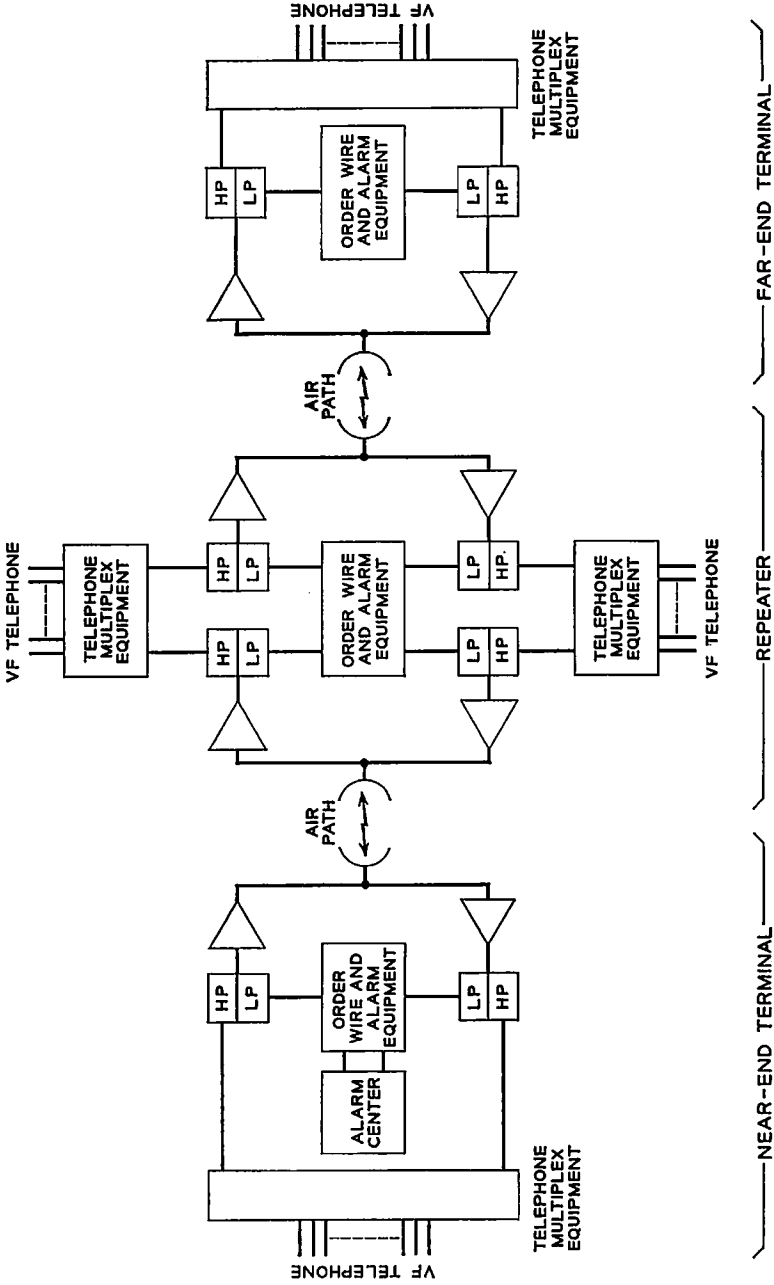 VF TELEPHONE
TELEPHONE
MULTIPLEX
EQUIPMENT
HP
LP
ALARM
CENTER
ORDER
WIRE AND
ALARM
EQUIPMENT
LP
HP
NEAR-END TERMINAL
AIR
PATH
VF TELEPHONE
TELEPHONE
MULTIPLEX
EQUIPMENT
HP
LP
HP
LP
ORDER WIRE
AND ALARM
EQUIPMENT
LP
HP
LP
HP.
TELEPHONE
MULTIPLEX
EQUIPMENT
VF TELEPHONE
REPEATER
AIR
PATH
HP
LP
ORDER WIRE
AND ALARM
EQUIPMENT
LP
HP
TELEPHONE
MULTIPLEX
EQUIPMENT
VF TELEPHONE
FAR-END TERMINAL